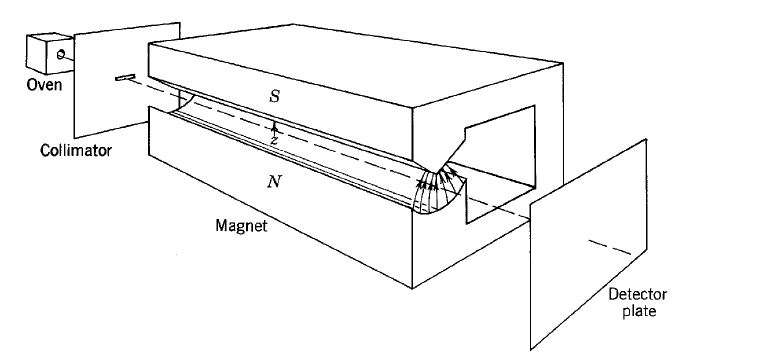 Oven
Collimator
S
z
N
Magnet
Detector
plate